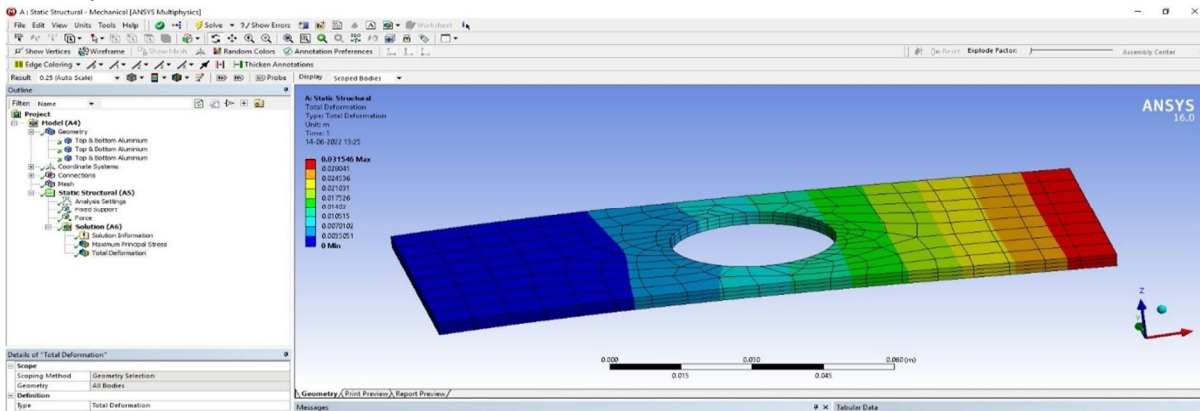 A : Static Structural - Mechanical [ANSYS Multiphysics]
File Edit View Units Tools Help Solve ?/ Show Errors Worksheet
Show Vertices Wireframe Show Mesh Random Colors Annotation Preferences Reset Explode Factor: Assembly Center
Edge Coloring Thicken Annotations
Result 0.25 (Auto Scale) Probe Display Scoped Bodies
Outline
Filter: Name
Project
Model (A4)
Geometry
Top & Bottom Aluminium
Top & Bottom Aluminium
Top & Bottom Aluminium
Coordinate Systems
Connections
Mesh
Static Structural (A5)
Analysis Settings
Fixed Support
Force
Solution (A6)
Solution Information
Maximum Principal Stress
Total Deformation
Details of "Total Deformation"
Scope
Scoping Method Geometry Selection
Geometry All Bodies
Definition
Type Total Deformation
A: Static Structural
Total Deformation
Type: Total Deformation
Unit: m
Time: 1
14-06-2022 13:25
0.031546 Max
0.028041
0.024536
0.021031
0.017526
0.01402
0.010515
0.0070102
0.0035051
0 Min
ANSYS
16.0
Z
Y
0.000 0.030 0.060 (m)
0.015 0.045
Geometry Print Preview Report Preview
Messages
Tabular Data